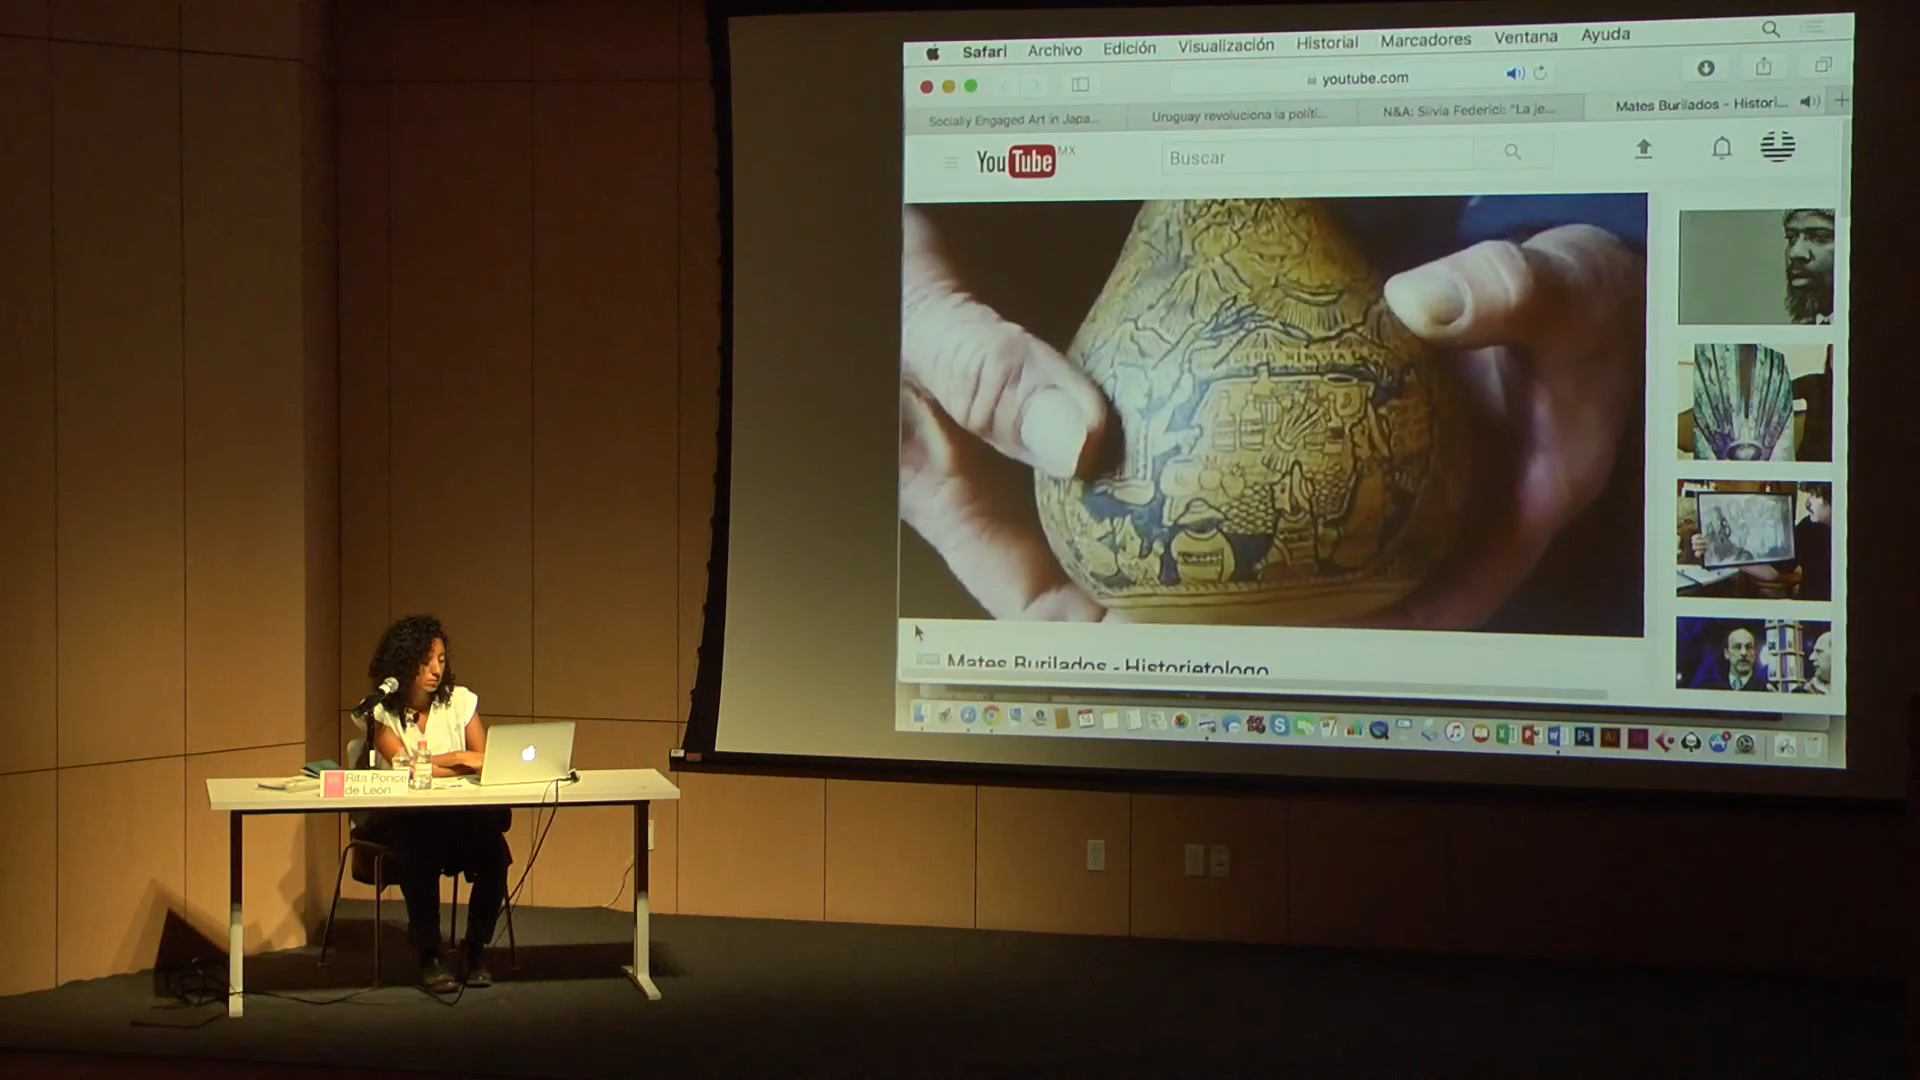 Safari Archivo Edición Visualización Historial Marcadores Ventana Ayuda
youtube.com
Socially Engaged Art in Japa...
Uruguay revoluciona la políti...
N&A: Silvia Federici: "La je...
Mates Burilados - Histori...
YouTube MX
Buscar
Mates Burilados - Historietologo
Rita Ponce
de León